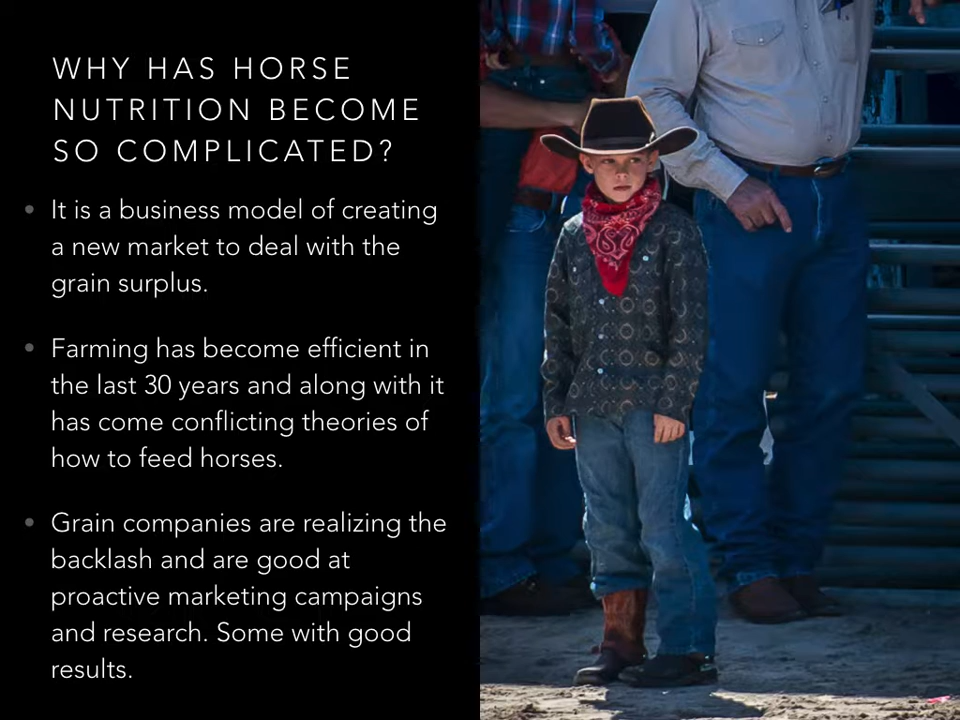 WHY HAS HORSE
NUTRITION BECOME
SO COMPLICATED?
• It is a business model of creating
a new market to deal with the
grain surplus.
• Farming has become efficient in
the last 30 years and along with it
has come conflicting theories of
how to feed horses.
• Grain companies are realizing the
backlash and are good at
proactive marketing campaigns
and research. Some with good
results.